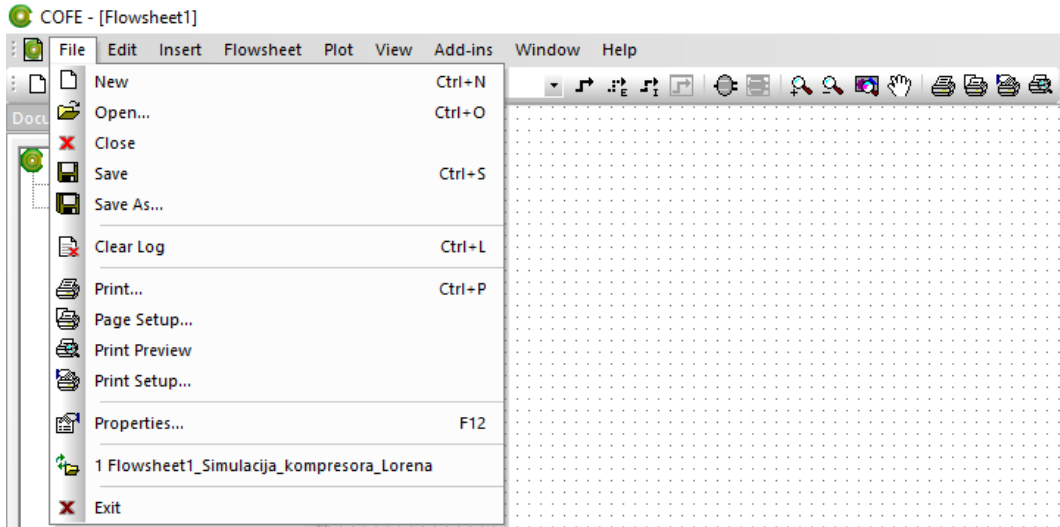 COFE - [Flowsheet1]
File Edit Insert Flowsheet Plot View Add-ins Window Help
New Ctrl+N
Open... Ctrl+O
Close
Save Ctrl+S
Save As...
Clear Log Ctrl+L
Print... Ctrl+P
Page Setup...
Print Preview
Print Setup...
Properties... F12
1 Flowsheet1_Simulacija_kompresora_Lorena
Exit